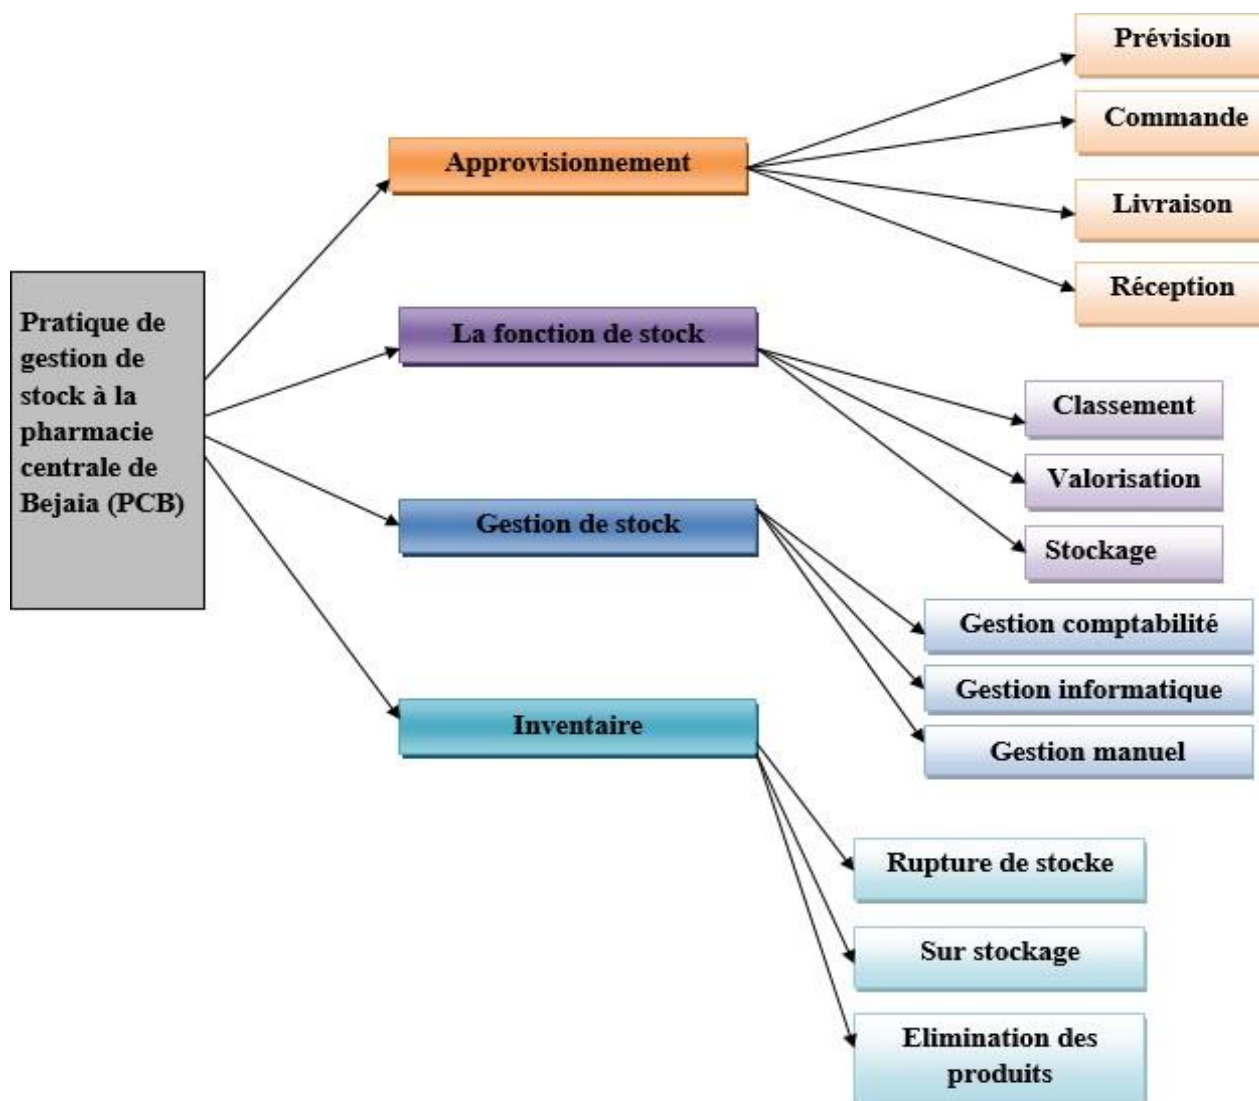 Pratique de
gestion de
stock à la
pharmacie
centrale de
Bejaia (PCB)
Approvisionnement
Prévision
Commande
Livraison
Réception
La fonction de stock
Classement
Valorisation
Stockage
Gestion de stock
Gestion comptabilité
Gestion informatique
Gestion manuel
Inventaire
Rupture de stocke
Sur stockage
Elimination des
produits